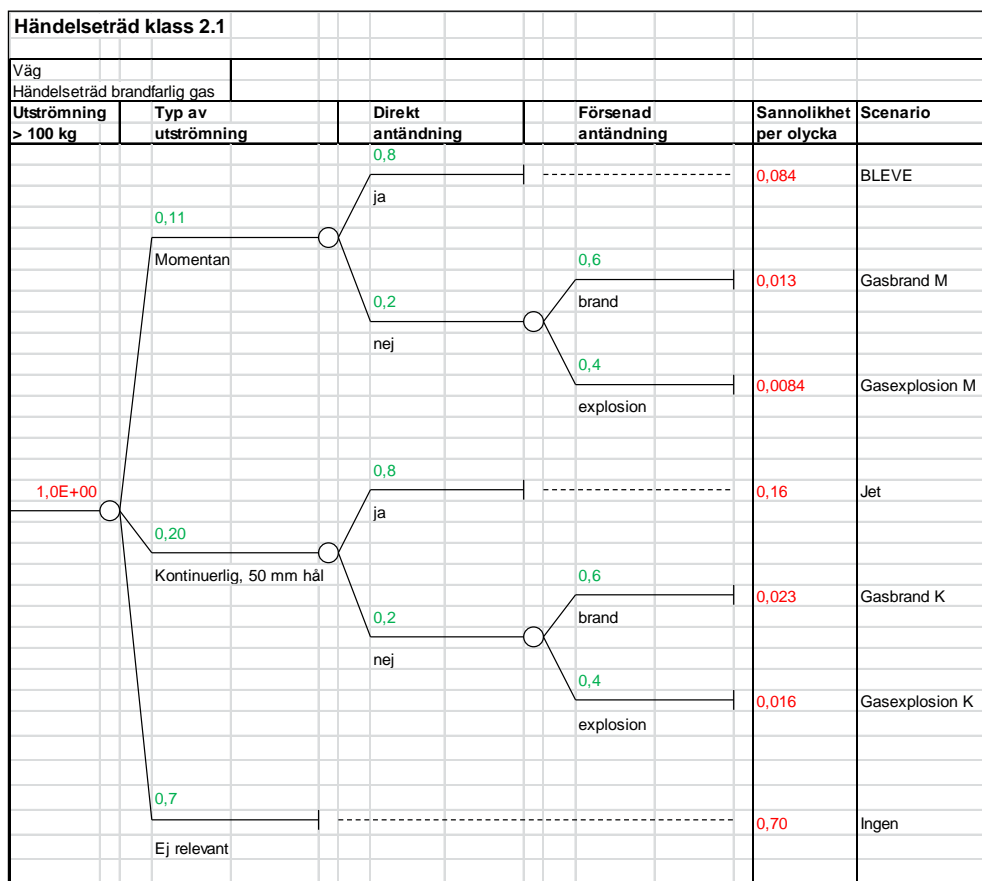 Händelseträd klass 2.1
Väg
Händelseträd brandfarlig gas
Utströmning Typ av Direkt Försenad Sannolikhet Scenario
> 100 kg utströmning antändning antändning per olycka
0,8
0,084 BLEVE
ja
0,11
Momentan
0,6
0,013 Gasbrand M
0,2
brand
nej
0,4
0,0084 Gasexplosion M
explosion
0,8
1,0E+00
0,16 Jet
ja
0,20
Kontinuerlig, 50 mm hål
0,6
0,023 Gasbrand K
0,2
brand
nej
0,4
0,016 Gasexplosion K
explosion
0,7
0,70 Ingen
Ej relevant